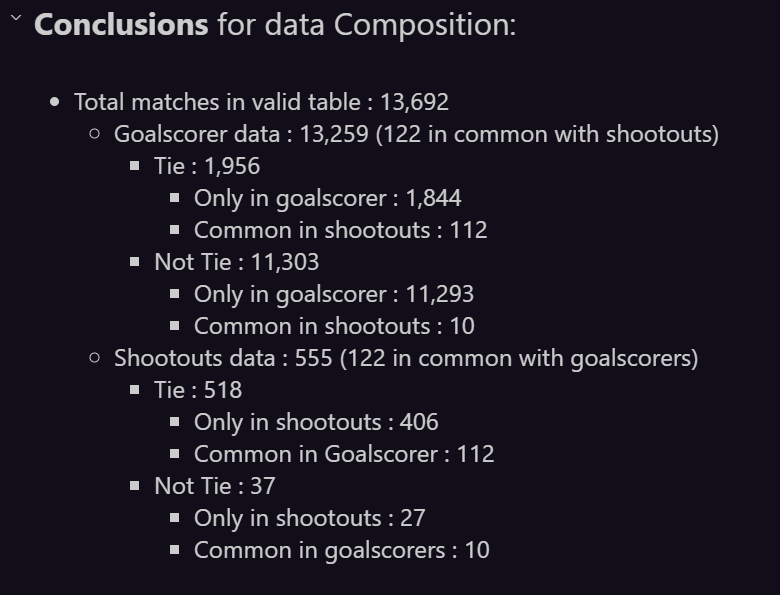 Conclusions for data Composition:
Total matches in valid table : 13,692
Goalscorer data : 13,259 (122 in common with shootouts)
Tie : 1,956
Only in goalscorer : 1,844
Common in shootouts : 112
Not Tie : 11,303
Only in goalscorer : 11,293
Common in shootouts : 10
Shootouts data : 555 (122 in common with goalscorers)
Tie : 518
Only in shootouts : 406
Common in Goalscorer : 112
Not Tie : 37
Only in shootouts : 27
Common in goalscorers : 10